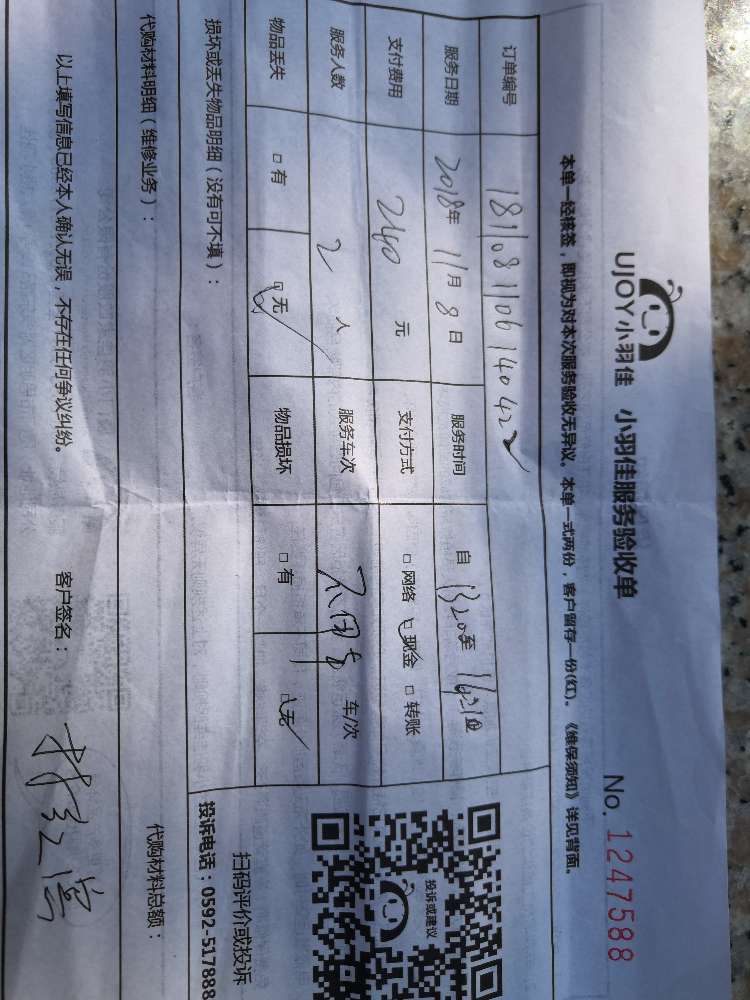 UJOY小羽佳 小羽佳服务验收单 No. 1247588
本单一经核签，即视为对本次服务验收无异议。本单一式两份，客户留存一份(红)。《维保须知》详见背面。
订单编号 181108110614042
服务日期 2018年 11月 8日 服务时间 自 1320至
支付费用 240 元 支付方式 □网络 □现金 □转账
服务人数 2 人 服务车次 不用车 车/次
物品丢失 □有 □无 物品损坏 □有 □无
损坏或丢失物品明细（没有可不填）：
代购材料明细（维修业务）： 代购材料总额：
以上填写信息已经本人确认无误，不存在任何争议纠纷。 客户签名：
投诉或建议
扫码评价或投诉
投诉电话：0592-517888